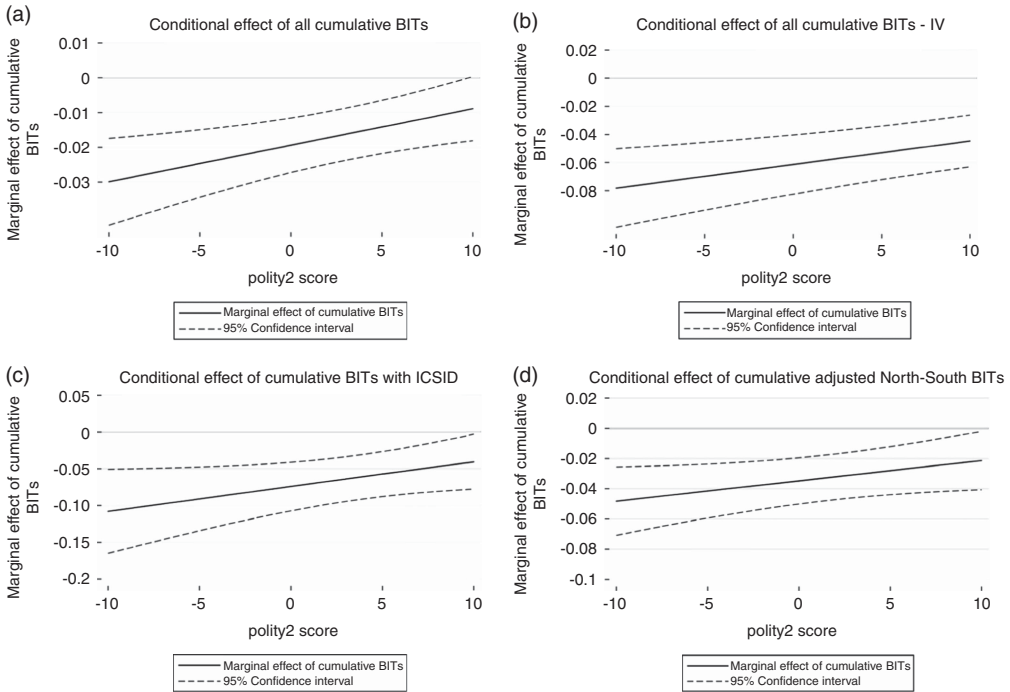 (a)
Conditional effect of all cumulative BITs
Marginal effect of cumulative
BITs
0.01
0
-0.01
-0.02
-0.03
-10
-5
0
5
10
polity2 score
Marginal effect of cumulative BITs
95% Confidence interval
(b)
Conditional effect of all cumulative BITs - IV
Marginal effect of cumulative
BITs
0.02
0
-0.02
-0.04
-0.06
-0.08
-10
-5
0
5
10
polity2 score
Marginal effect of cumulative BITs
95% Confidence interval
(c)
Conditional effect of cumulative BITs with ICSID
Marginal effect of cumulative
BITs
0.05
0
-0.05
-0.10
-0.15
-0.2
-10
-5
0
5
10
polity2 score
Marginal effect of cumulative BITs
95% Confidence interval
(d)
Conditional effect of cumulative adjusted North-South BITs
Marginal effect of cumulative
BITs
0.02
0
-0.02
-0.04
-0.06
-0.08
-0.1
-10
-5
0
5
10
polity2 score
Marginal effect of cumulative BITs
95% Confidence interval